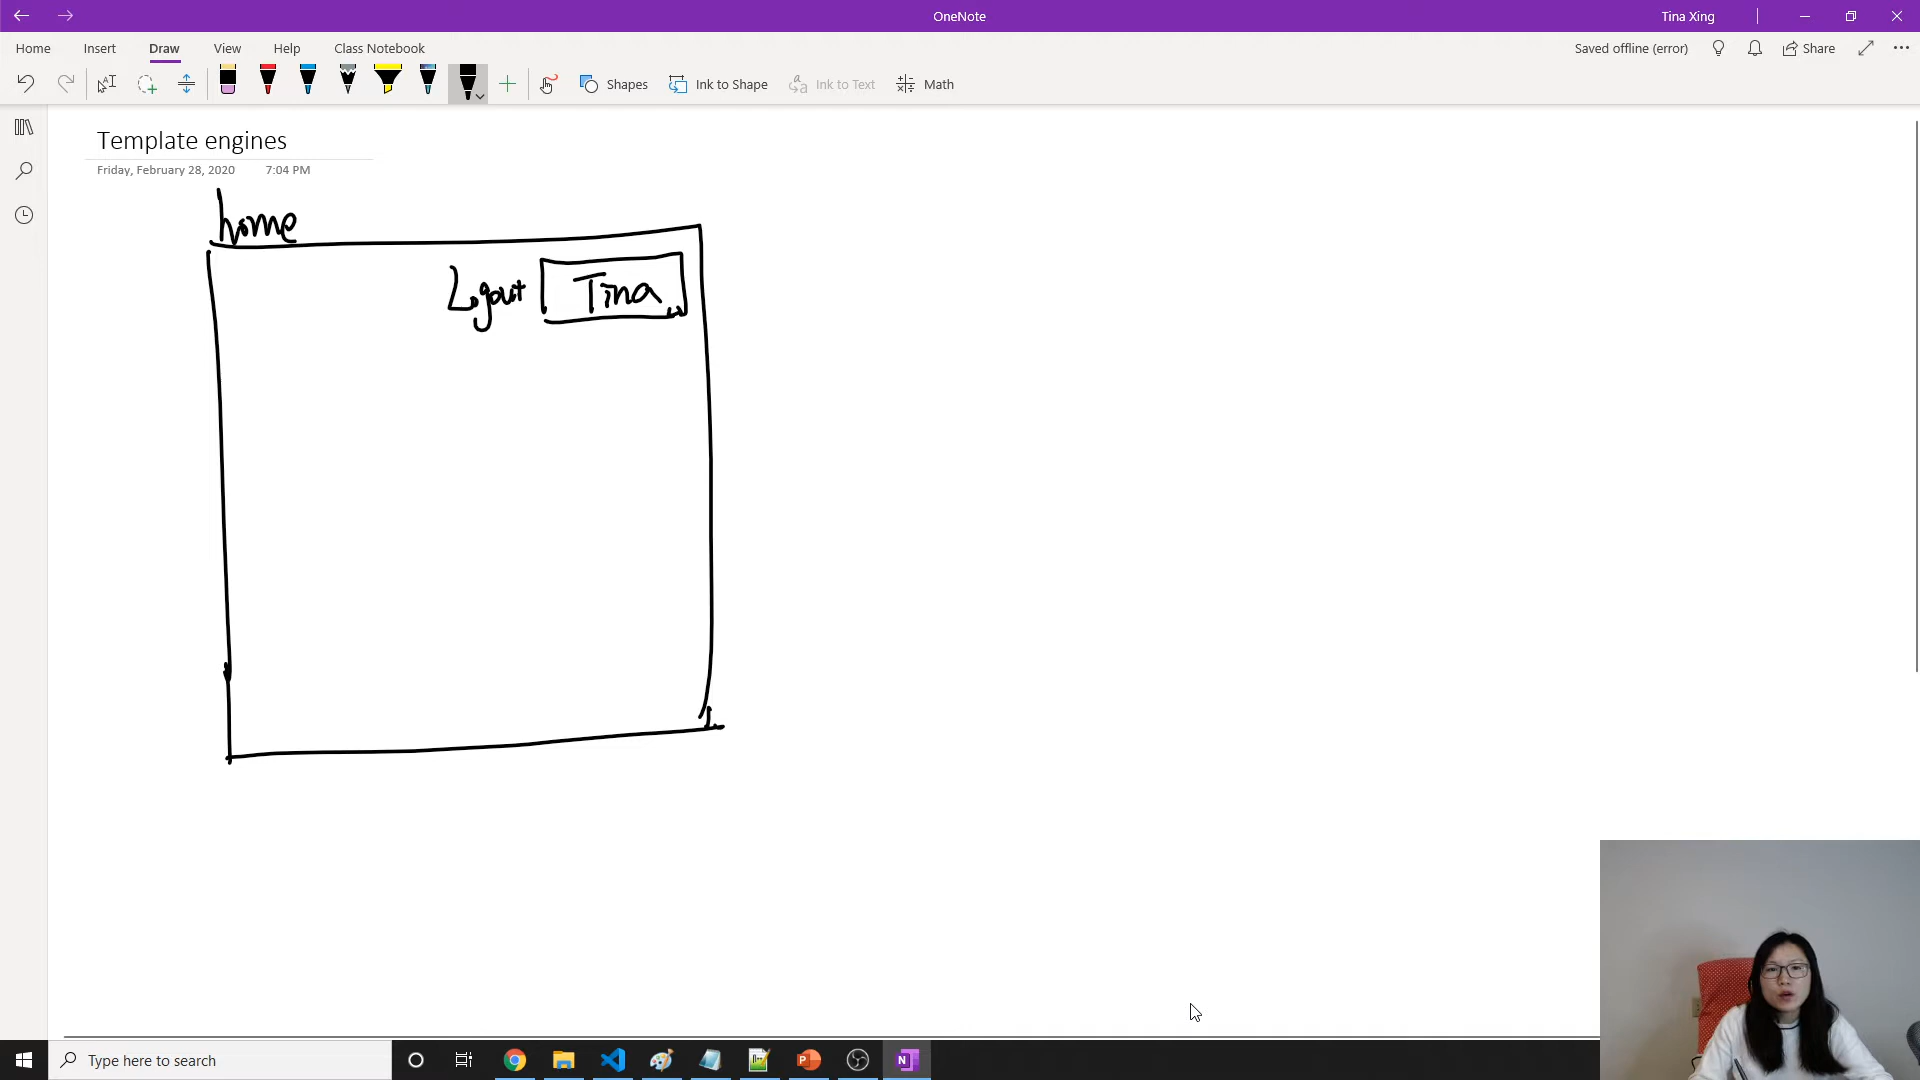 OneNote
Tina Xing
Home Insert Draw View Help Class Notebook
Saved offline (error) Share
Shapes Ink to Shape Ink to Text Math
Template engines
Friday, February 28, 2020 7:04 PM
home
Logout Tina
Type here to search